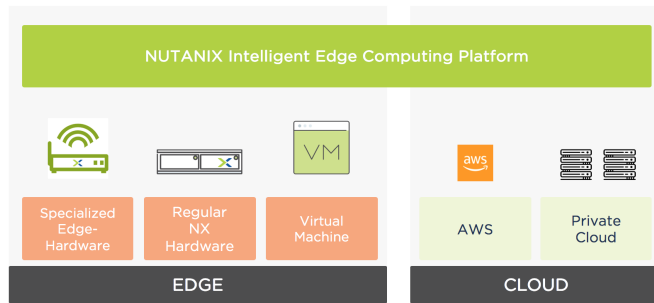 NUTANIX Intelligent Edge Computing Platform
VM
aws
Specialized
Edge-
Hardware
Regular
NX
Hardware
Virtual
Machine
AWS
Private
Cloud
EDGE
CLOUD